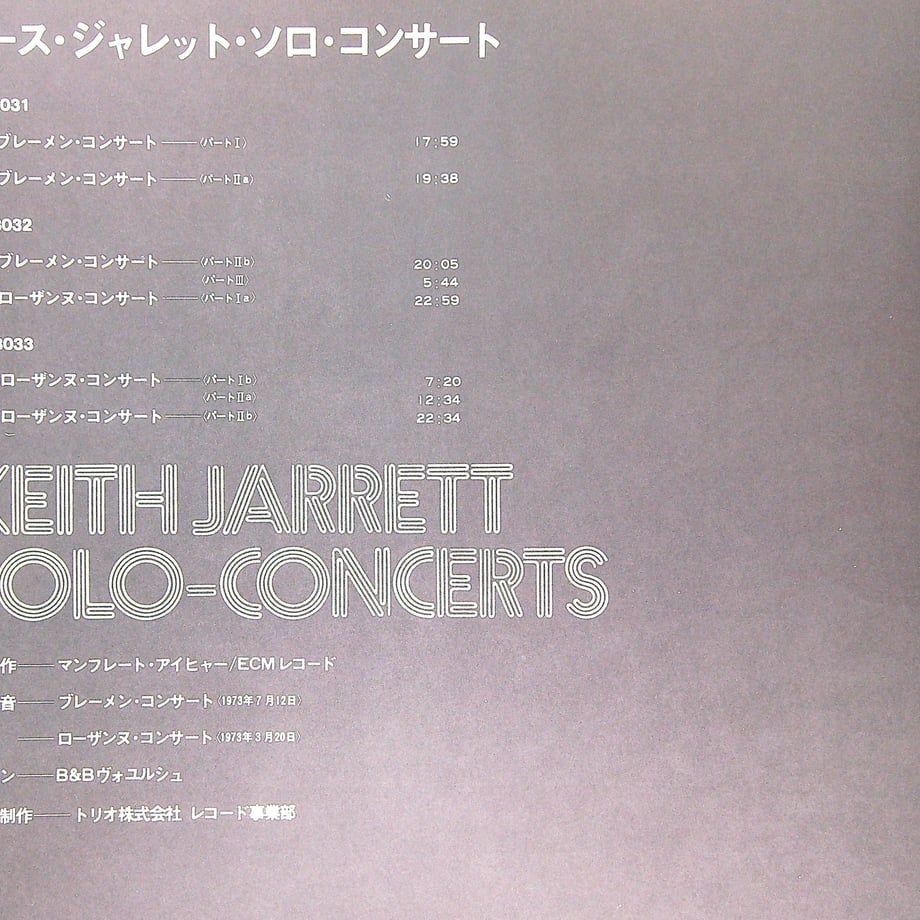 ース・ジャレット・ソロ・コンサート
031
ブレーメン・コンサート——〈パートⅠ〉 17:59
ブレーメン・コンサート——〈パートⅡa〉 19:38
3032
ブレーメン・コンサート——〈パートⅡb〉 20:05
〈パートⅢ〉 5:44
ローザンヌ・コンサート——〈パートⅠa〉 22:59
3033
ローザンヌ・コンサート——〈パートⅠb〉 7:20
〈パートⅡa〉 12:34
ローザンヌ・コンサート——〈パートⅡb〉 22:34
KEITH JARRETT
OLO-CONCERTS
作——マンフレート・アイヒャー/ECMレコード
音——ブレーメン・コンサート〈1973年7月12日〉
——ローザンヌ・コンサート〈1973年3月20日〉
ン——B&Bヴォユルシュ
制作——トリオ株式会社 レコード事業部